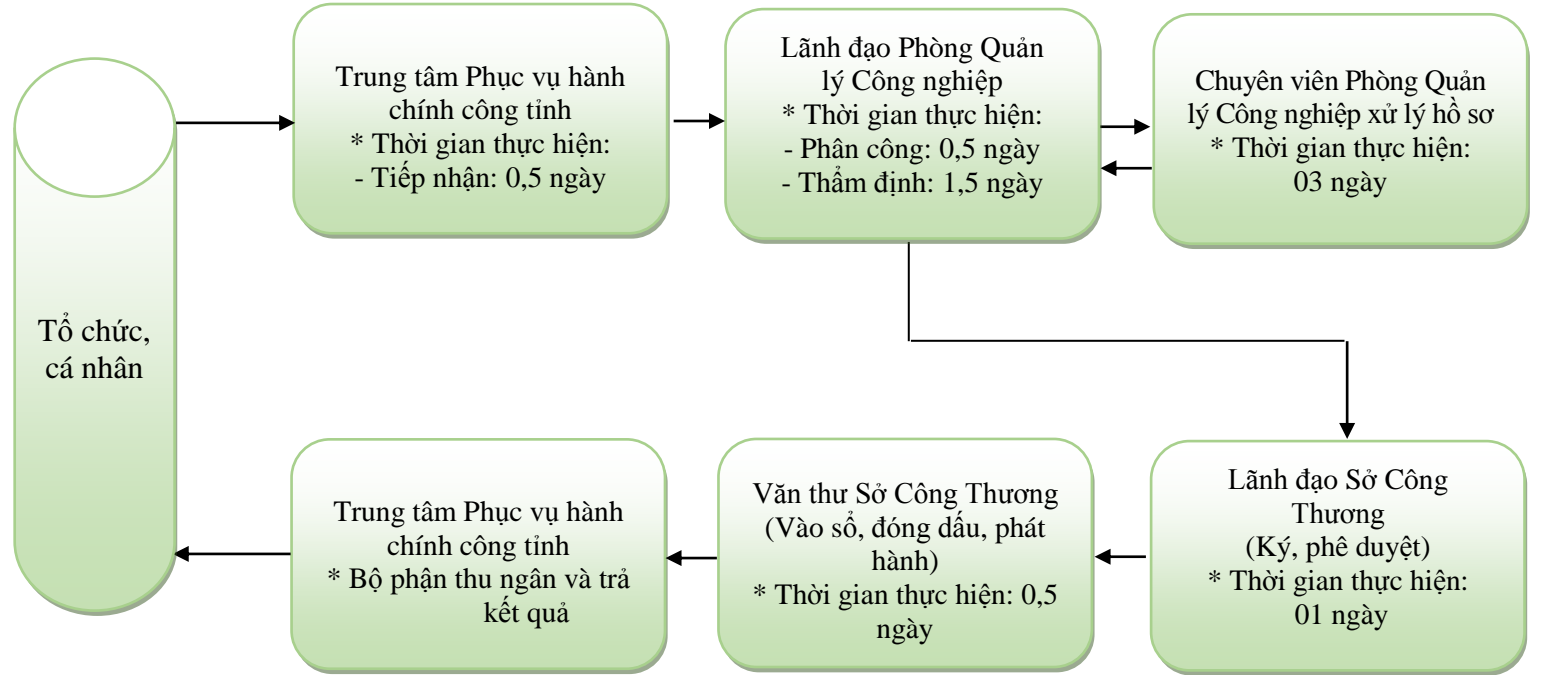 Tổ chức,
cá nhân
Trung tâm Phục vụ hành
chính công tỉnh
* Thời gian thực hiện:
- Tiếp nhận: 0,5 ngày
Lãnh đạo Phòng Quản
lý Công nghiệp
* Thời gian thực hiện:
- Phân công: 0,5 ngày
- Thẩm định: 1,5 ngày
Chuyên viên Phòng Quản
lý Công nghiệp xử lý hồ sơ
* Thời gian thực hiện:
03 ngày
Lãnh đạo Sở Công
Thương
(Ký, phê duyệt)
* Thời gian thực hiện:
01 ngày
Văn thư Sở Công Thương
(Vào sổ, đóng dấu, phát
hành)
* Thời gian thực hiện: 0,5
ngày
Trung tâm Phục vụ hành
chính công tỉnh
* Bộ phận thu ngân và trả
kết quả